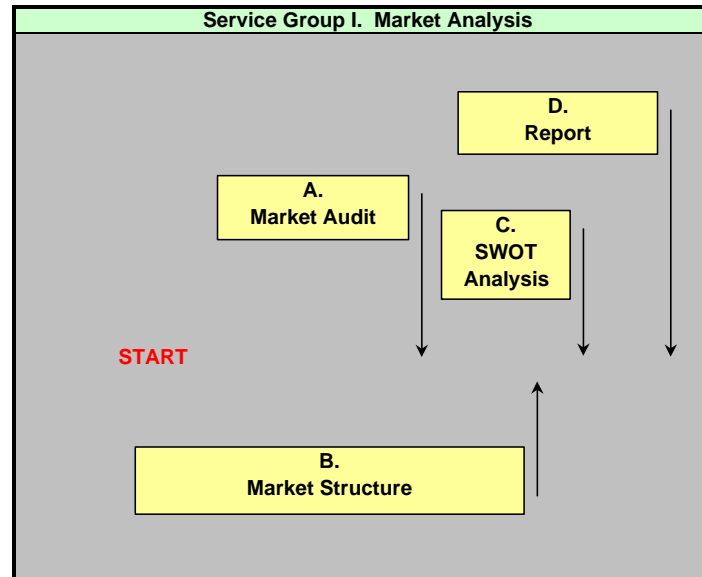 Service Group I.  Market Analysis
D.
Report
A.
Market Audit
C.
SWOT
Analysis
START
B.
Market Structure